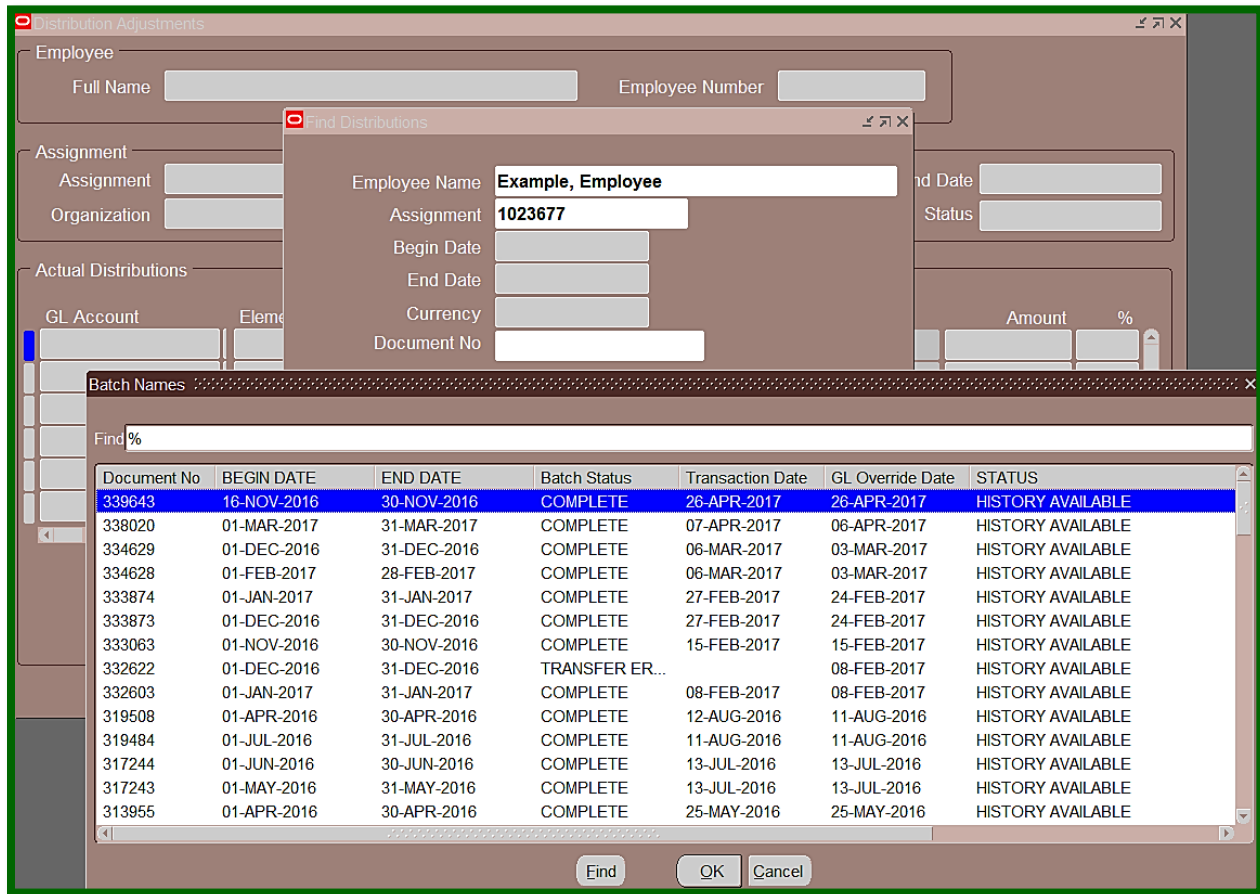 Distribution Adjustments
Employee
Full Name Employee Number
Find Distributions
Assignment
Assignment Employee Name Example, Employee nd Date
Organization Assignment 1023677 Status
Begin Date
End Date
Actual Distributions
GL Account Eleme Currency Amount %
Document No
Batch Names
Find %
Document No BEGIN DATE END DATE Batch Status Transaction Date GL Override Date STATUS
339643 16-NOV-2016 30-NOV-2016 COMPLETE 26-APR-2017 26-APR-2017 HISTORY AVAILABLE
338020 01-MAR-2017 31-MAR-2017 COMPLETE 07-APR-2017 06-APR-2017 HISTORY AVAILABLE
334629 01-DEC-2016 31-DEC-2016 COMPLETE 06-MAR-2017 03-MAR-2017 HISTORY AVAILABLE
334628 01-FEB-2017 28-FEB-2017 COMPLETE 06-MAR-2017 03-MAR-2017 HISTORY AVAILABLE
333874 01-JAN-2017 31-JAN-2017 COMPLETE 27-FEB-2017 24-FEB-2017 HISTORY AVAILABLE
333873 01-DEC-2016 31-DEC-2016 COMPLETE 27-FEB-2017 24-FEB-2017 HISTORY AVAILABLE
333063 01-NOV-2016 30-NOV-2016 COMPLETE 15-FEB-2017 15-FEB-2017 HISTORY AVAILABLE
332622 01-DEC-2016 31-DEC-2016 TRANSFER ER... 08-FEB-2017 HISTORY AVAILABLE
332603 01-JAN-2017 31-JAN-2017 COMPLETE 08-FEB-2017 08-FEB-2017 HISTORY AVAILABLE
319508 01-APR-2016 30-APR-2016 COMPLETE 12-AUG-2016 11-AUG-2016 HISTORY AVAILABLE
319484 01-JUL-2016 31-JUL-2016 COMPLETE 11-AUG-2016 11-AUG-2016 HISTORY AVAILABLE
317244 01-JUN-2016 30-JUN-2016 COMPLETE 13-JUL-2016 13-JUL-2016 HISTORY AVAILABLE
317243 01-MAY-2016 31-MAY-2016 COMPLETE 13-JUL-2016 13-JUL-2016 HISTORY AVAILABLE
313955 01-APR-2016 30-APR-2016 COMPLETE 25-MAY-2016 25-MAY-2016 HISTORY AVAILABLE
Find OK Cancel